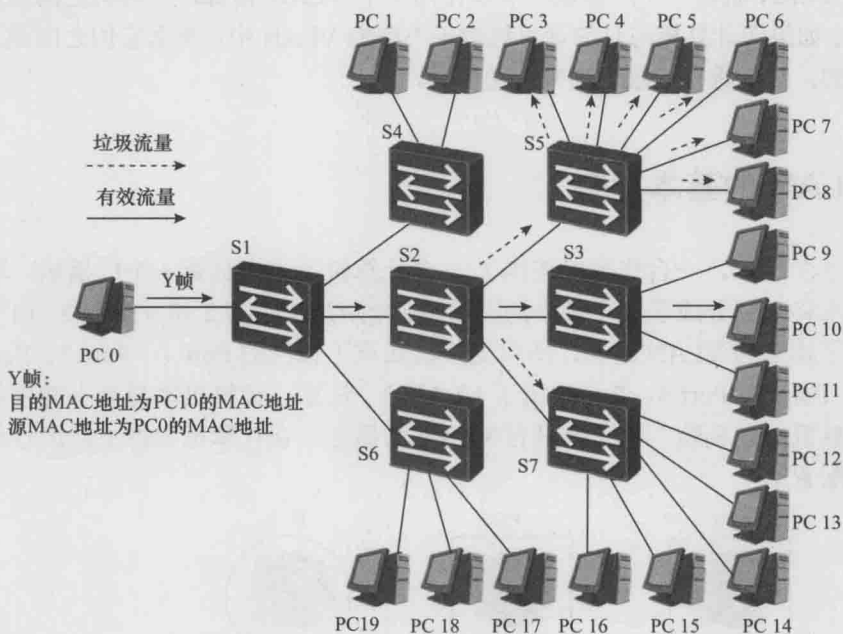 PC 1
PC 2
PC 3
PC 4
PC 5
PC 6
垃圾流量
S4
S5
PC 7
有效流量
PC 8
S1
S2
S3
PC 9
Y帧
PC 0
PC 10
Y帧:
目的MAC地址为PC10的MAC地址
源MAC地址为PC0的MAC地址
PC 11
S6
S7
PC 12
PC 13
PC19
PC 18
PC 17
PC 16
PC 15
PC 14